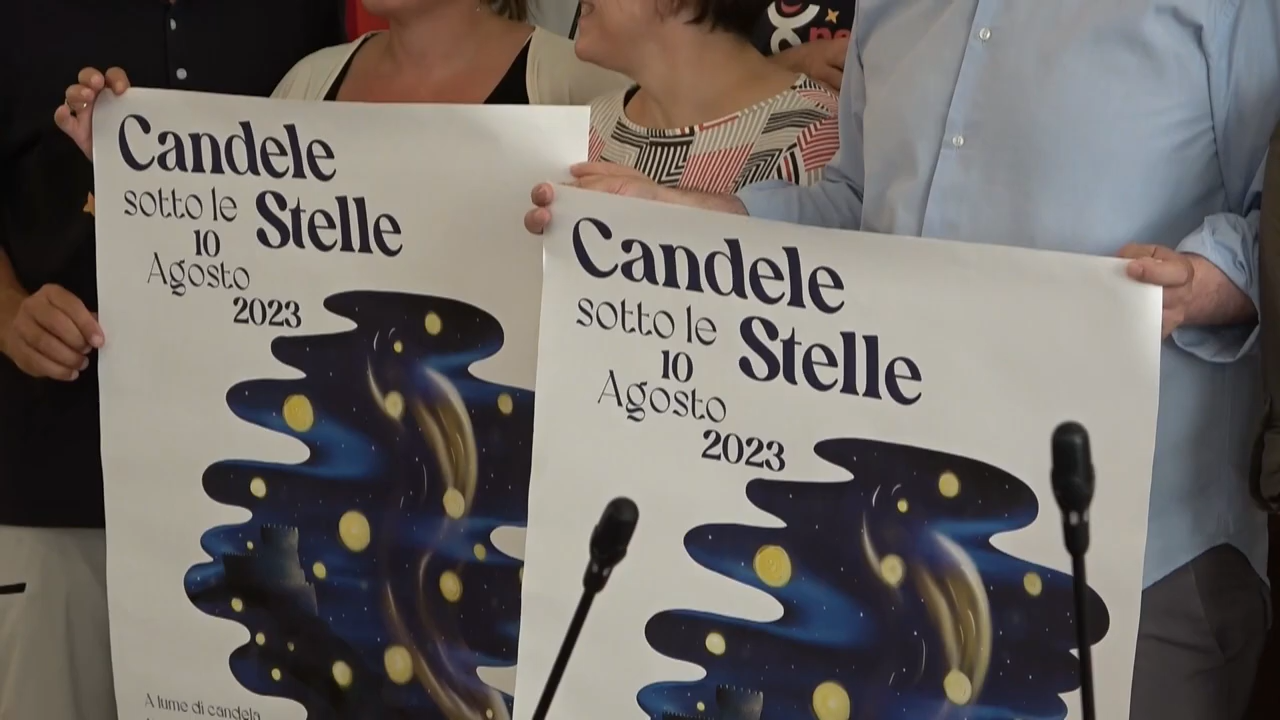 Candele
sotto le Stelle
10
Agosto
2023
A lume di candela
Candele
sotto le Stelle
10
Agosto
2023